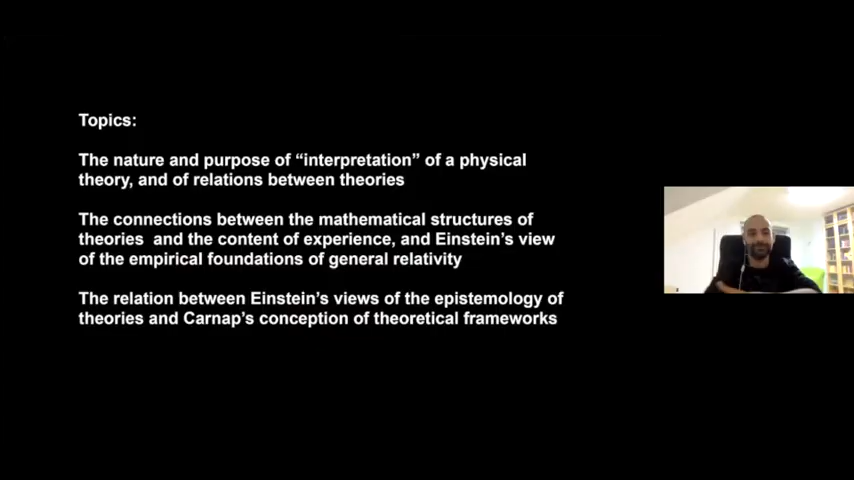 Topics:
The nature and purpose of “interpretation” of a physical
theory, and of relations between theories
The connections between the mathematical structures of
theories and the content of experience, and Einstein’s view
of the empirical foundations of general relativity
The relation between Einstein’s views of the epistemology of
theories and Carnap’s conception of theoretical frameworks